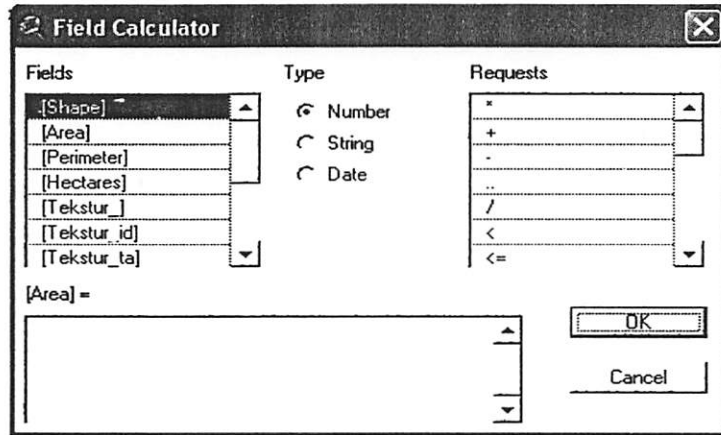 Field Calculator
Fields
Type
Requests
[Shape]
[Area]
[Perimeter]
[Hectares]
[Tekstur_]
[Tekstur_id]
[Tekstur_ta]
Number
String
Date
*
+
-
..
/
<
<=
[Area] =
OK
Cancel